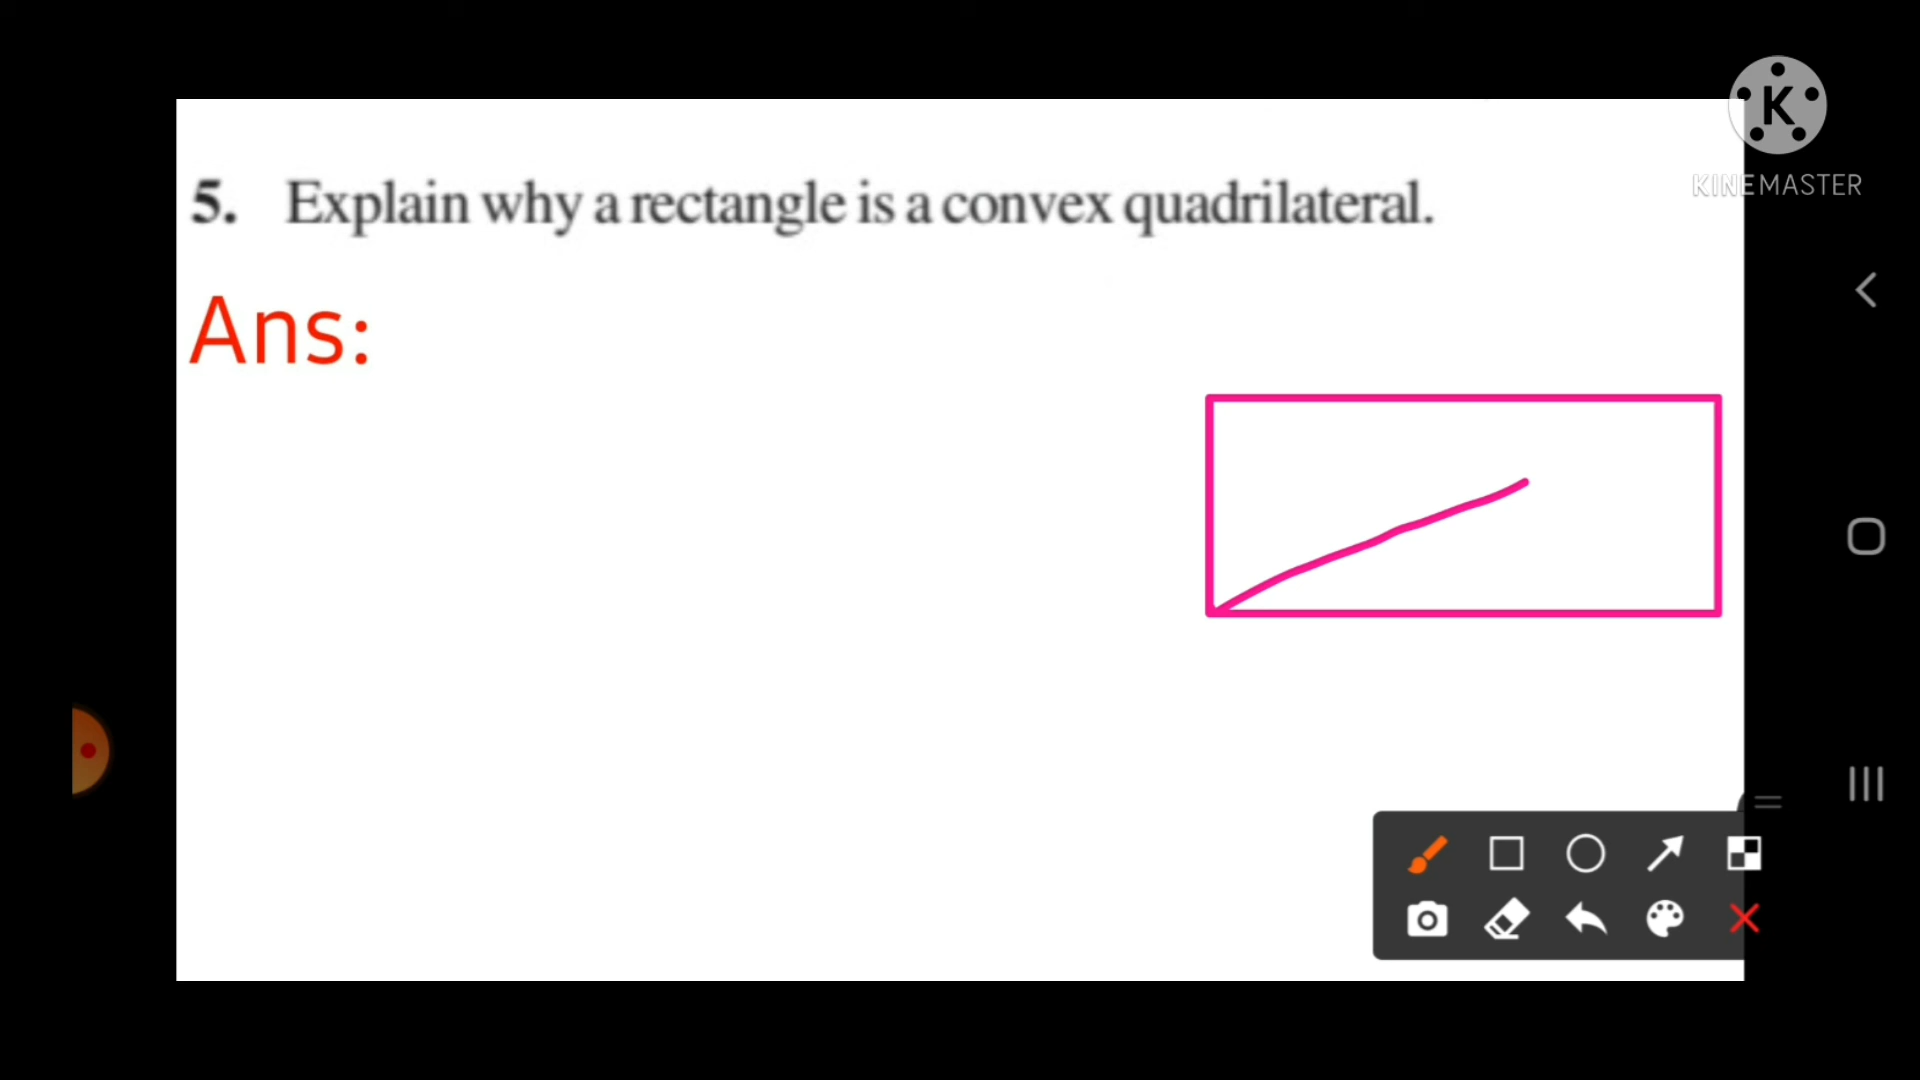 K
KINEMASTER
5. Explain why a rectangle is a convex quadrilateral.
Ans: